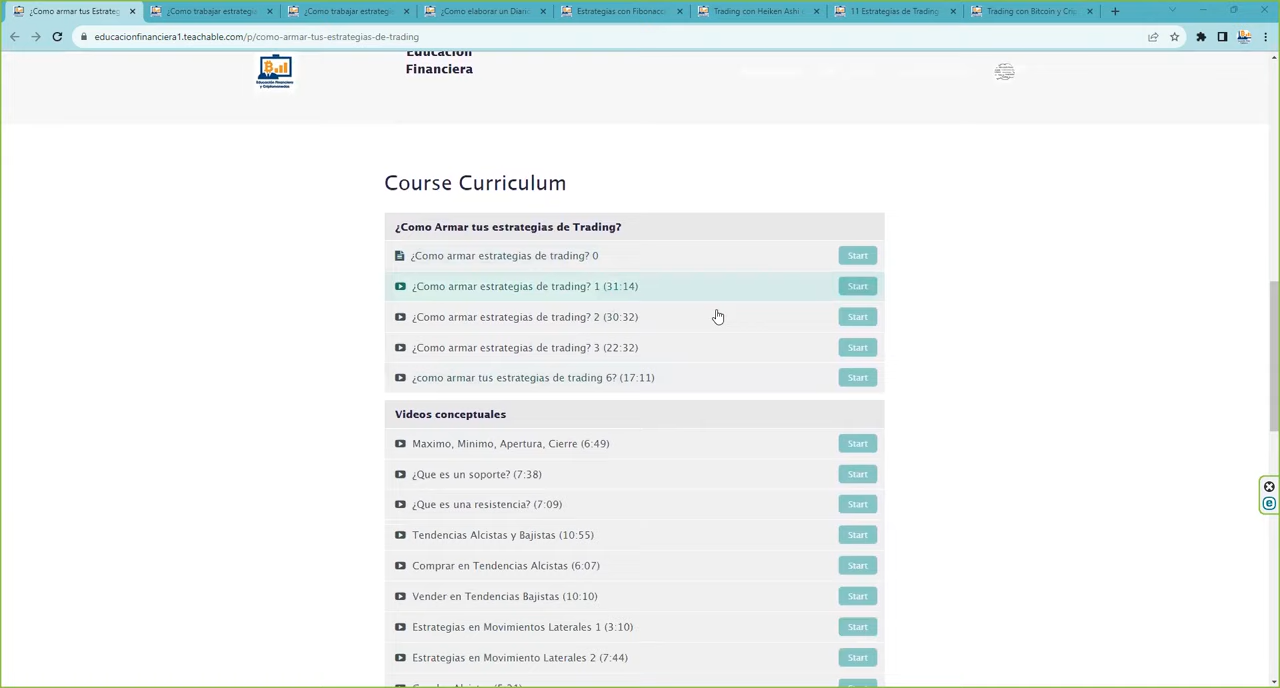 ¿Como armar tus Estrateg
¿Como trabajar estrategi
¿Como trabajar estrategi
¿Como elaborar un Diari
Estrategias con Fibonacc
Trading con Heiken Ashi
11 Estrategias de Trading
Trading con Bitcoin y Crip
educacionfinanciera1.teachable.com/p/como-armar-tus-estrategias-de-trading
Educación
Financiera
Educación Financiera
y Criptomonedas
Course Curriculum
¿Como Armar tus estrategias de Trading?
¿Como armar estrategias de trading? 0
Start
¿Como armar estrategias de trading? 1 (31:14)
Start
¿Como armar estrategias de trading? 2 (30:32)
Start
¿Como armar estrategias de trading? 3 (22:32)
Start
¿como armar tus estrategias de trading 6? (17:11)
Start
Videos conceptuales
Maximo, Minimo, Apertura, Cierre (6:49)
Start
¿Que es un soporte? (7:38)
Start
¿Que es una resistencia? (7:09)
Start
Tendencias Alcistas y Bajistas (10:55)
Start
Comprar en Tendencias Alcistas (6:07)
Start
Vender en Tendencias Bajistas (10:10)
Start
Estrategias en Movimientos Laterales 1 (3:10)
Start
Estrategias en Movimiento Laterales 2 (7:44)
Start